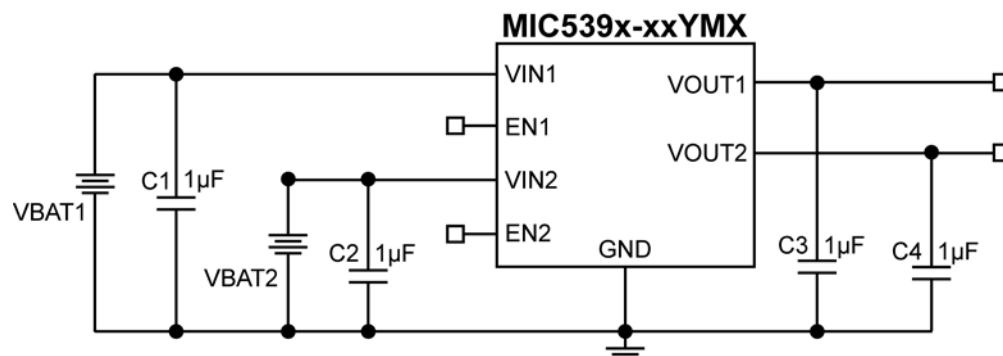 MIC539x-xxYMX
VIN1
VOUT1
EN1
VOUT2
C1
1µF
VIN2
VBAT1
EN2
GND
C2
1µF
VBAT2
C3
1µF
C4
1µF